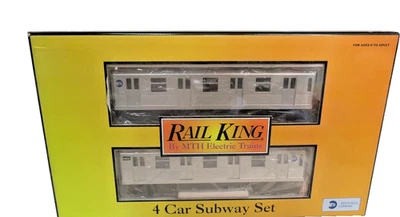 FOR AGES 8 TO ADULT
RAIL KING
By MTH Electric Trains
4 Car Subway Set